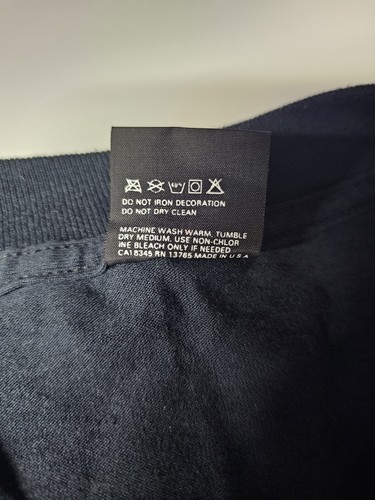 DO NOT IRON DECORATION
DO NOT DRY CLEAN
MACHINE WASH WARM, TUMBLE
DRY MEDIUM, USE NON-CHLOR
INE BLEACH ONLY IF NEEDED
CA18345 RN 13765 MADE IN U.S.A